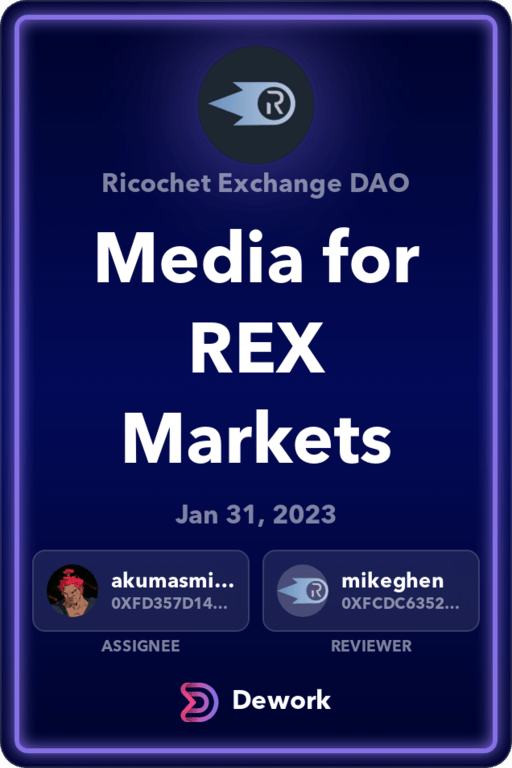 Ricochet Exchange DAO
Media for
REX
Markets
Jan 31, 2023
akumasmi...
0XFD357D14...
mikeghen
0XFCDC6352...
ASSIGNEE
REVIEWER
Dework